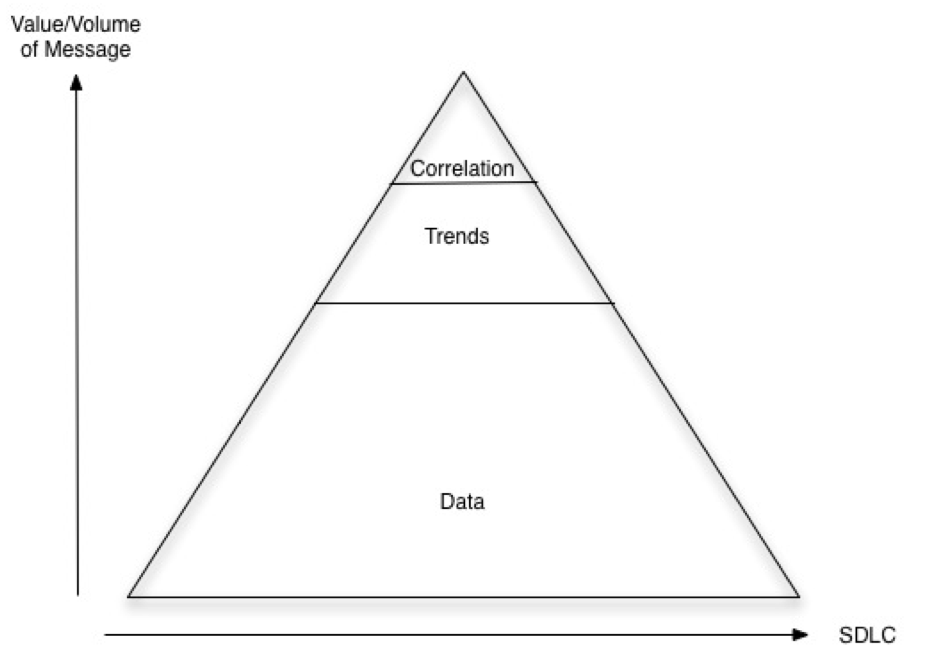 Value/Volume
of Message
Correlation
Trends
Data
SDLC